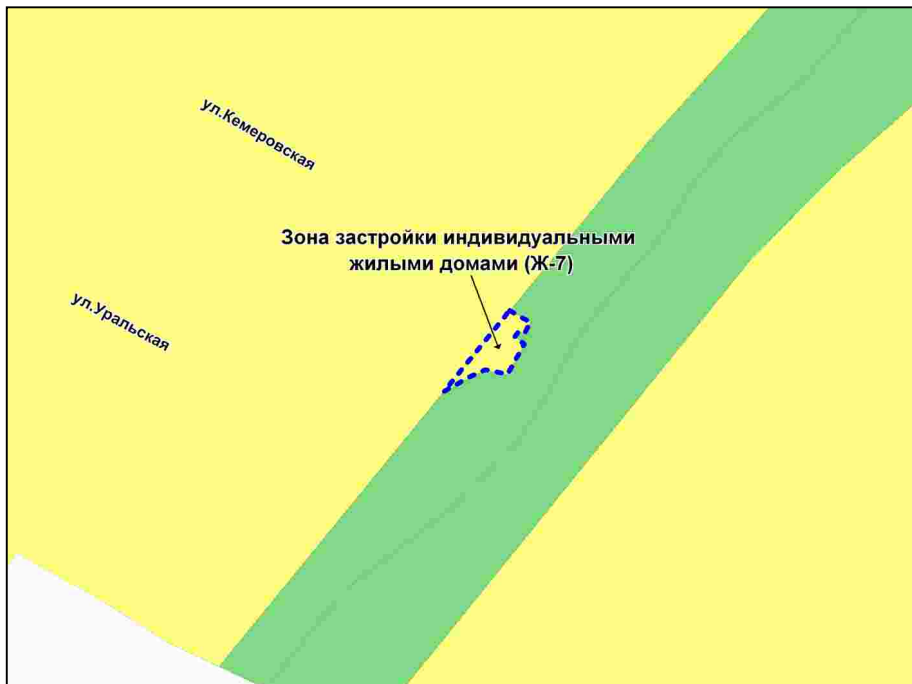 ул.Кемеровская
Зона застройки индивидуальными
жилыми домами (Ж-7)
ул.Уральская